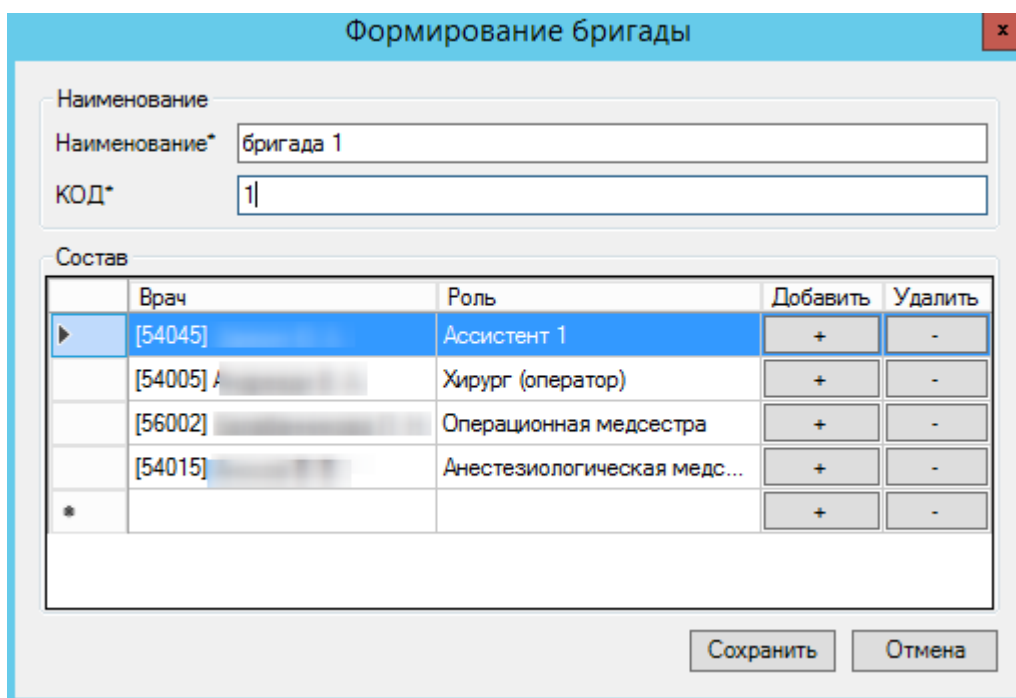 Формирование бригады x
Наименование
Наименование* бригада 1
КОД* 1
Состав
Врач Роль Добавить Удалить
[54045] Ассистент 1 + -
[54005] Хирург (оператор) + -
[56002] Операционная медсестра + -
[54015] Анестезиологическая медс... + -
* + -
Сохранить Отмена